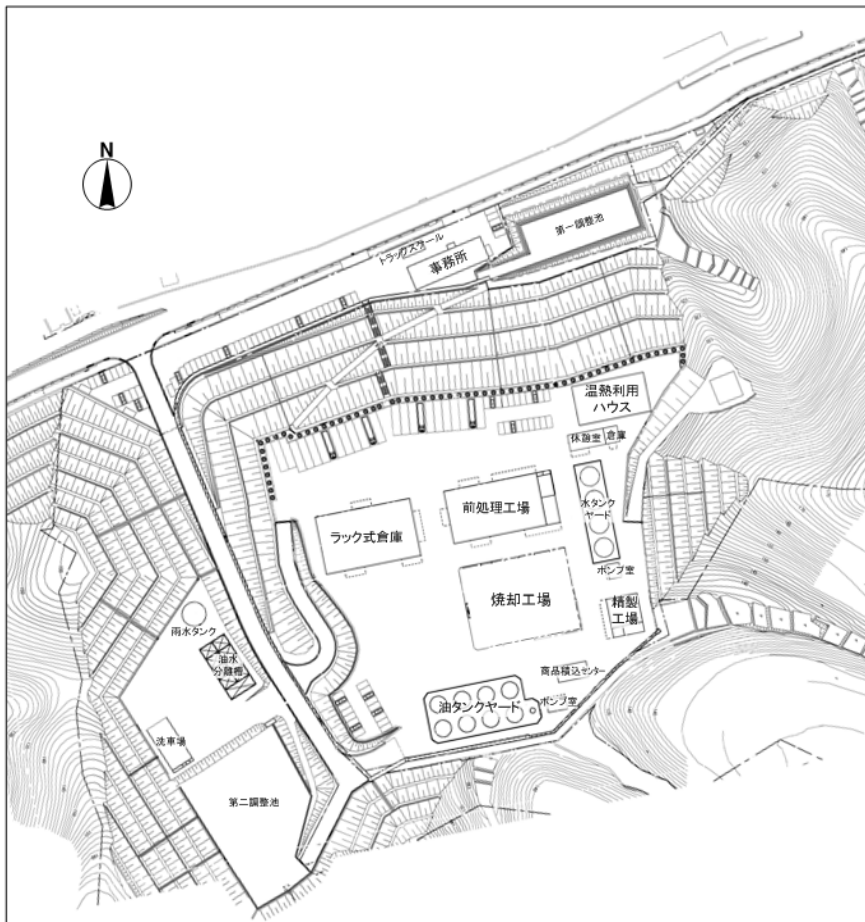 N
第一調整池
トラックスケール
事務所
温熱利用
ハウス
休憩室
倉庫
前処理工場
水タンク
ヤード
ラック式倉庫
ポンプ室
焼却工場
精製
工場
雨水タンク
油水
分離槽
商品積込センター
油タンクヤード
ポンプ室
洗車場
第二調整池